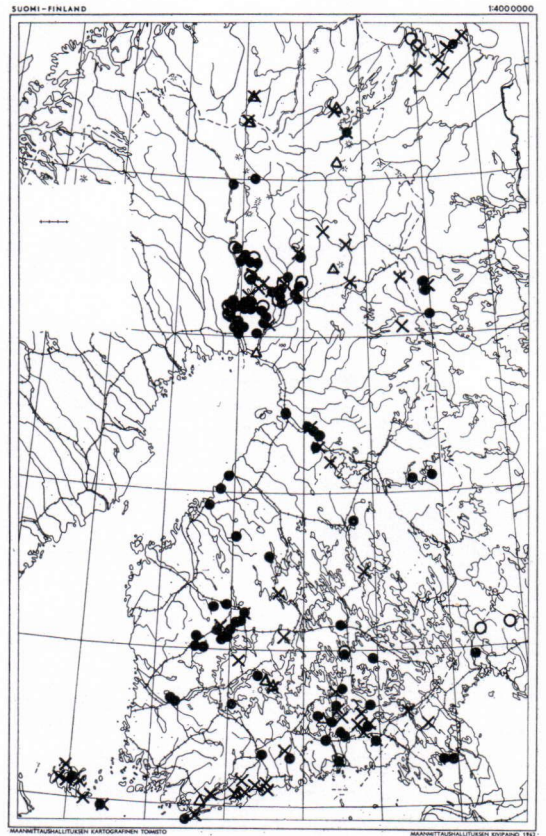 SUOMI-FINLAND
1:4000000
MAANMITTAUSHALLITUKSEN KARTOGRAFINEN TOIMISTO
MAANMITTAUSHALLITUKSEN KIVIPAINO